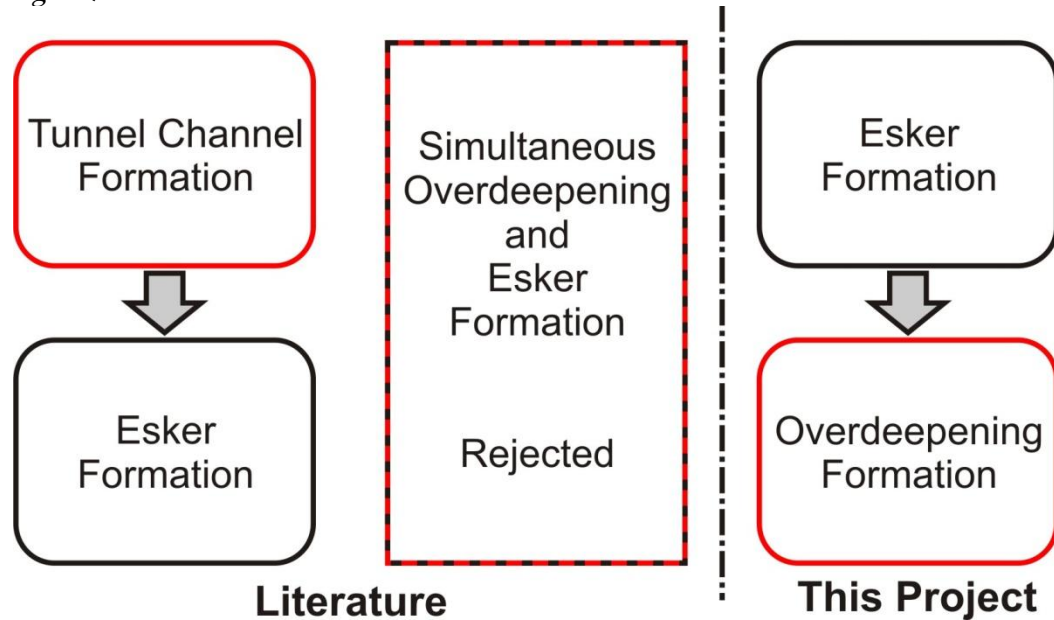 Tunnel Channel
Formation
Esker
Formation
Simultaneous
Overdeepening
and
Esker
Formation
Rejected
Literature
Esker
Formation
Overdeepening
Formation
This Project